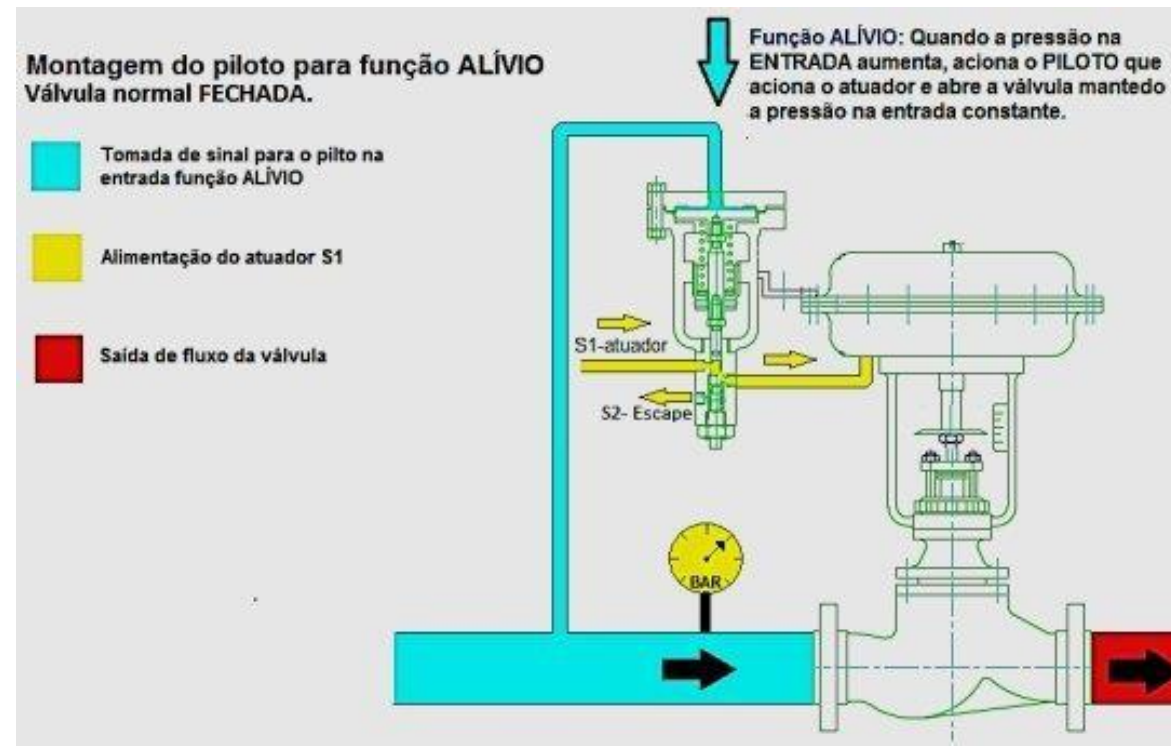 Montagem do piloto para função ALÍVIO
Válvula normal FECHADA.
Tomada de sinal para o pilto na
entrada função ALÍVIO
Alimentação do atuador S1
Saída de fluxo da válvula
Função ALÍVIO: Quando a pressão na
ENTRADA aumenta, aciona o PILOTO que
aciona o atuador e abre a válvula mantedo
a pressão na entrada constante.
S1-atuador
S2- Escape
BAR